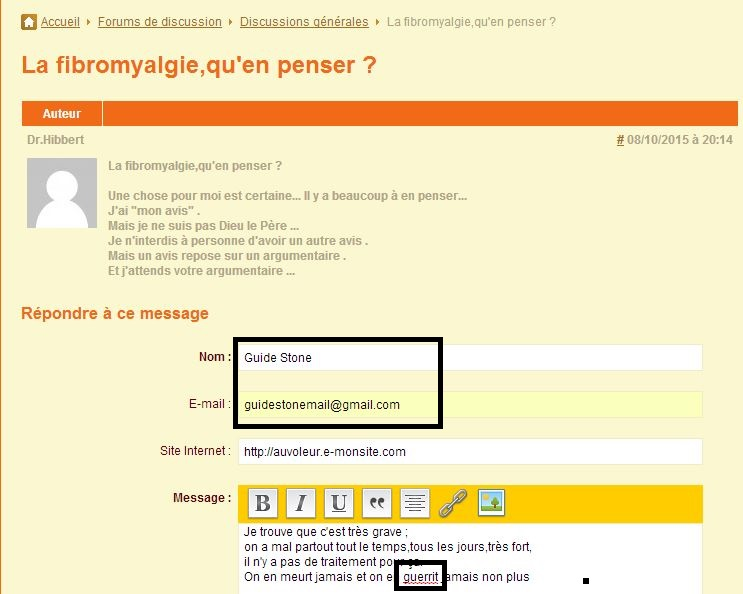 Accueil Forums de discussion Discussions générales La fibromyalgie,qu'en penser ?
La fibromyalgie,qu'en penser ?
Auteur
Dr.Hibbert # 08/10/2015 à 20:14
La fibromyalgie,qu'en penser ?
Une chose pour moi est certaine... Il y a beaucoup à en penser...
J'ai "mon avis" .
Mais je ne suis pas Dieu le Père ...
Je n'interdis à personne d'avoir un autre avis .
Mais un avis repose sur un argumentaire .
Et j'attends votre argumentaire ...
Répondre à ce message
Nom : Guide Stone
E-mail : guidestonemail@gmail.com
Site Internet : http://auvoleur.e-monsite.com
Message :
B I U
Je trouve que c'est très grave ;
on a mal partout tout le temps,tous les jours,très fort,
il n'y a pas de traitement pour ça.
On en meurt jamais et on guerrit jamais non plus